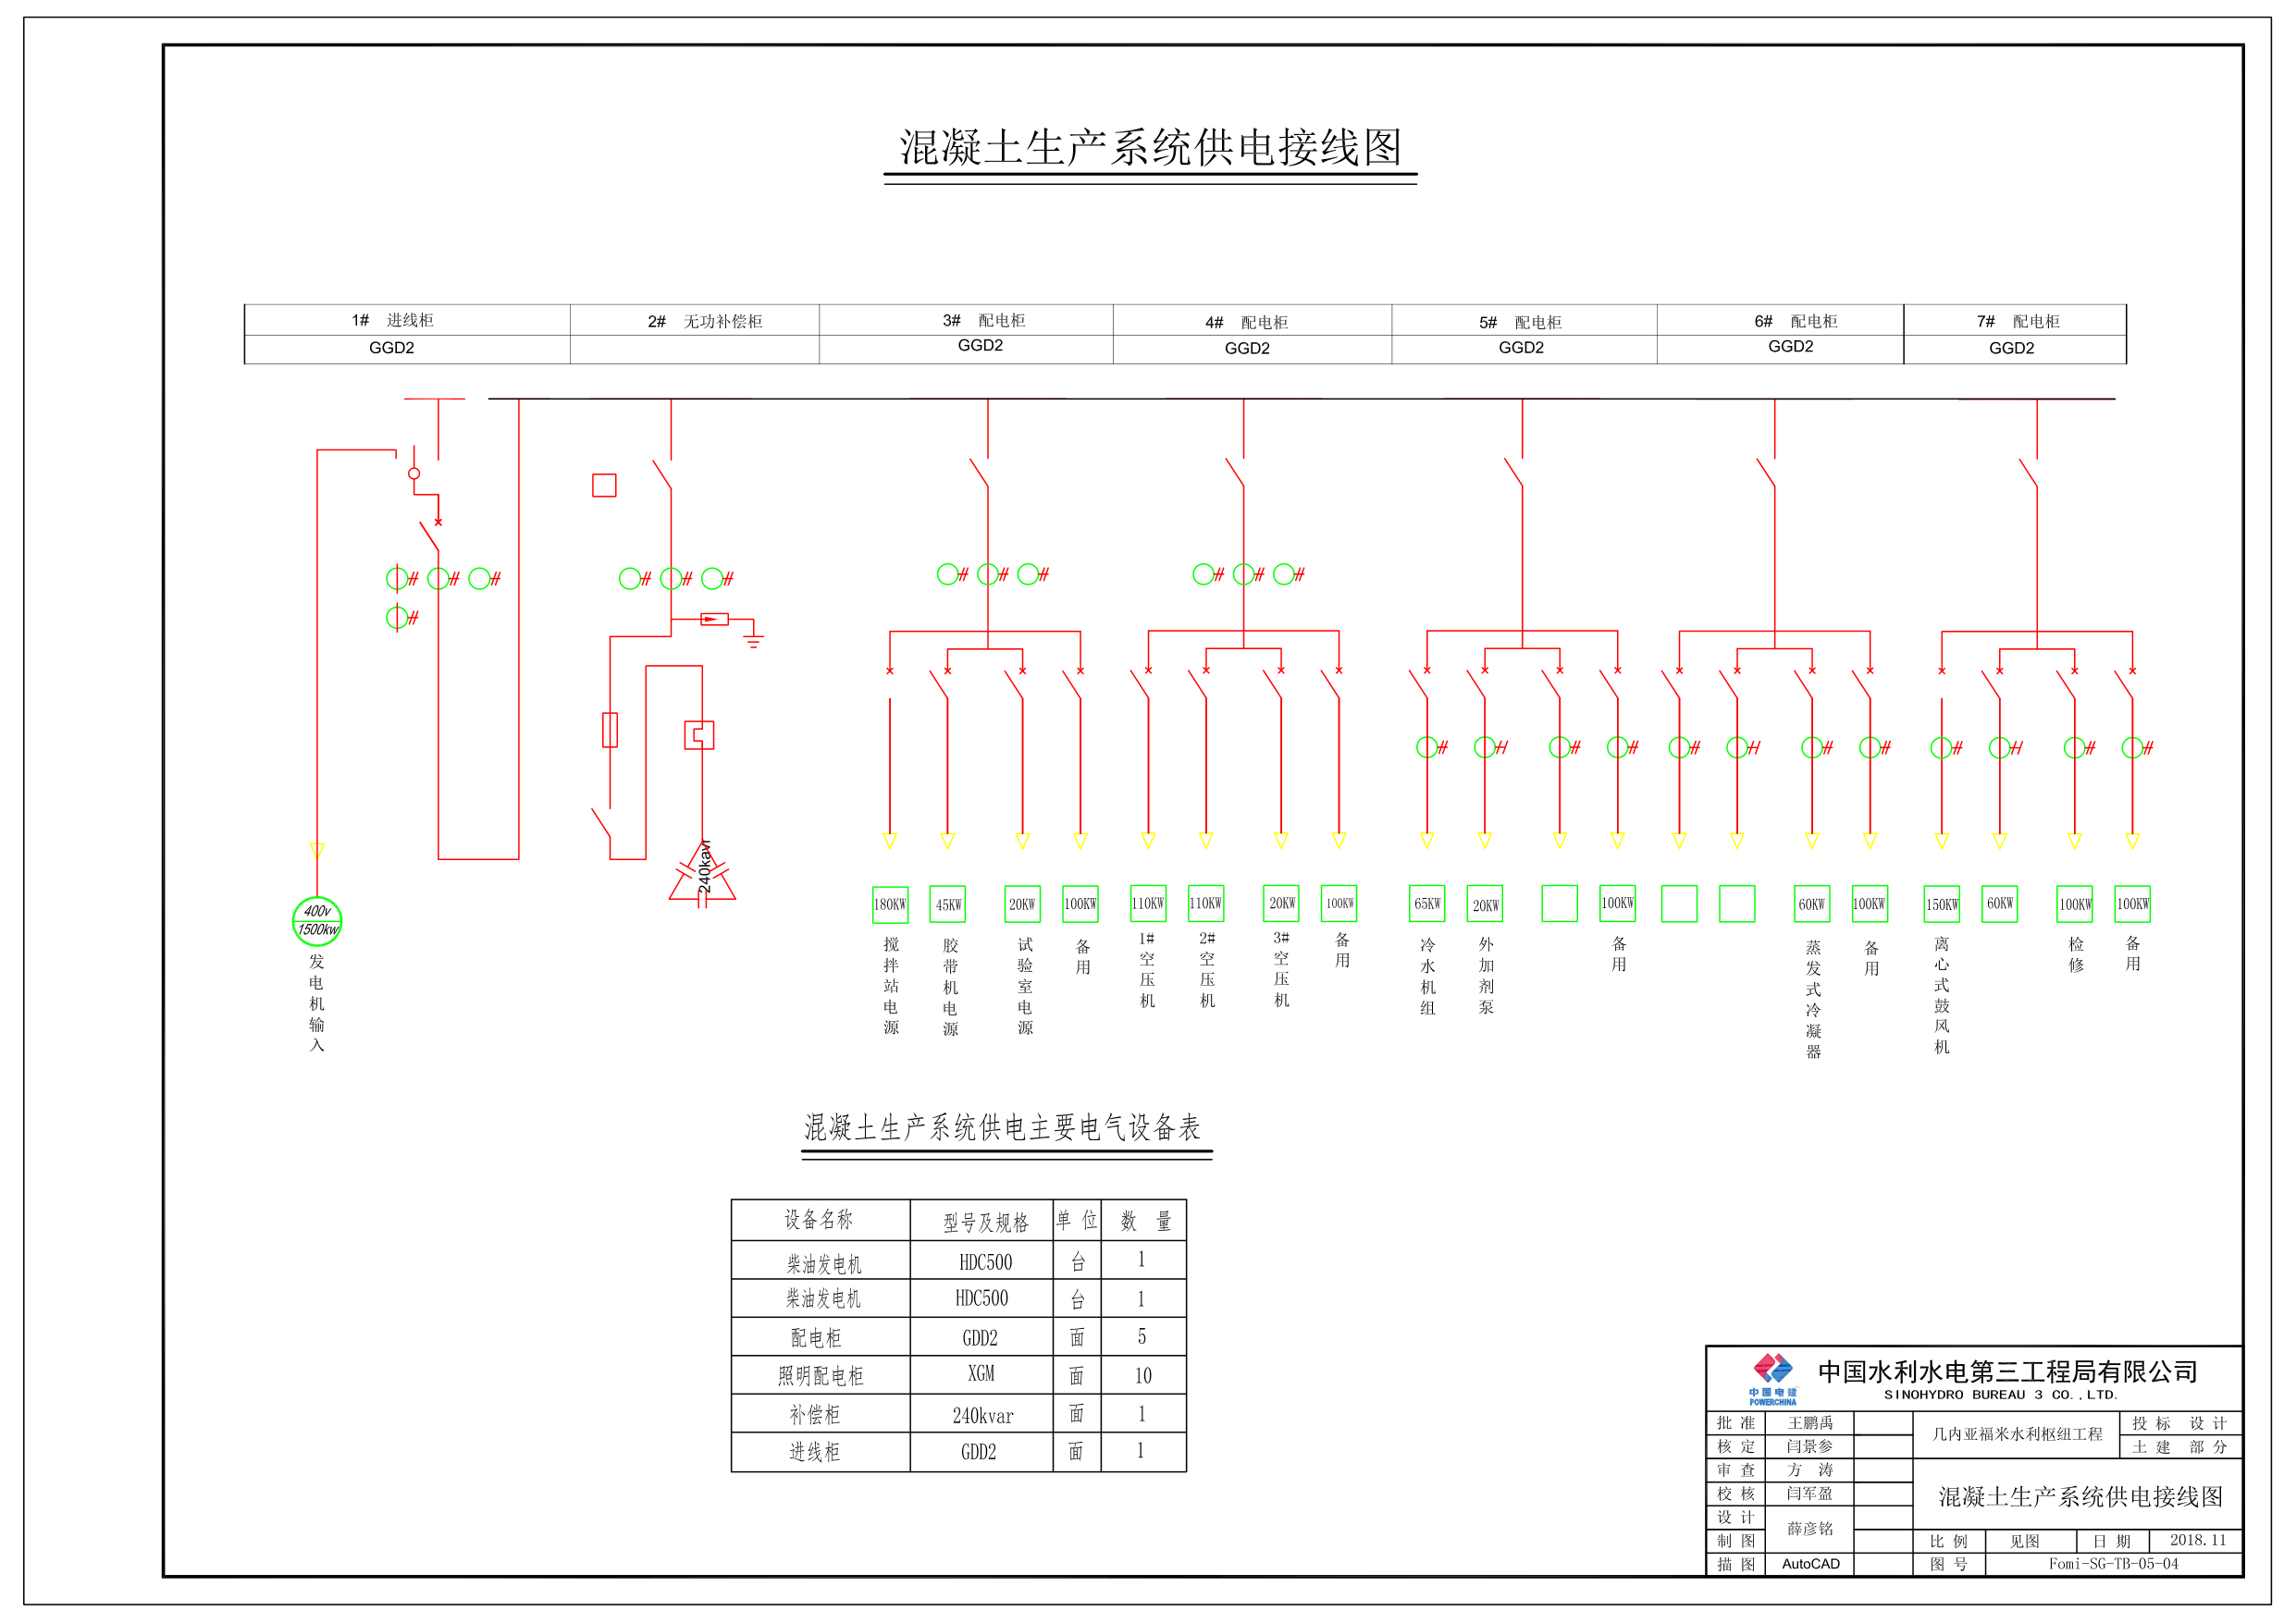 混凝土生产系统供电接线图
1# 进线柜
2# 无功补偿柜
3# 配电柜
4# 配电柜
5# 配电柜
6# 配电柜
7# 配电柜
GGD2
GGD2
GGD2
GGD2
GGD2
GGD2
240kavr
400v
1500kw
发电机输入
180KW
45KW
20KW
100KW
110KW
110KW
20KW
100KW
65KW
20KW
100KW
60KW
100KW
150KW
60KW
100KW
100KW
搅拌站电源
胶带机电源
试验室电源
备用
1#空压机
2#空压机
3#空压机
备用
冷水机组
外加剂泵
备用
蒸发式冷凝器
备用
离心式鼓风机
检修
备用
混凝土生产系统供电主要电气设备表
设备名称 型号及规格 单位 数 量
柴油发电机 HDC500 台 1
柴油发电机 HDC500 台 1
配电柜 GDD2 面 5
照明配电柜 XGM 面 10
补偿柜 240kvar 面 1
进线柜 GDD2 面 1
中国电建
POWERCHINA
中国水利水电第三工程局有限公司
SINOHYDRO BUREAU 3 CO.,LTD.
批 准 王鹏禹
核 定 闫景参
审 查 方 涛
校 核 闫军盈
设 计
制 图
薛彦铭
描 图 AutoCAD
几内亚福米水利枢纽工程
投 标 设 计
土 建 部 分
混凝土生产系统供电接线图
比 例 见图 日 期 2018.11
图 号 Fomi-SG-TB-05-04